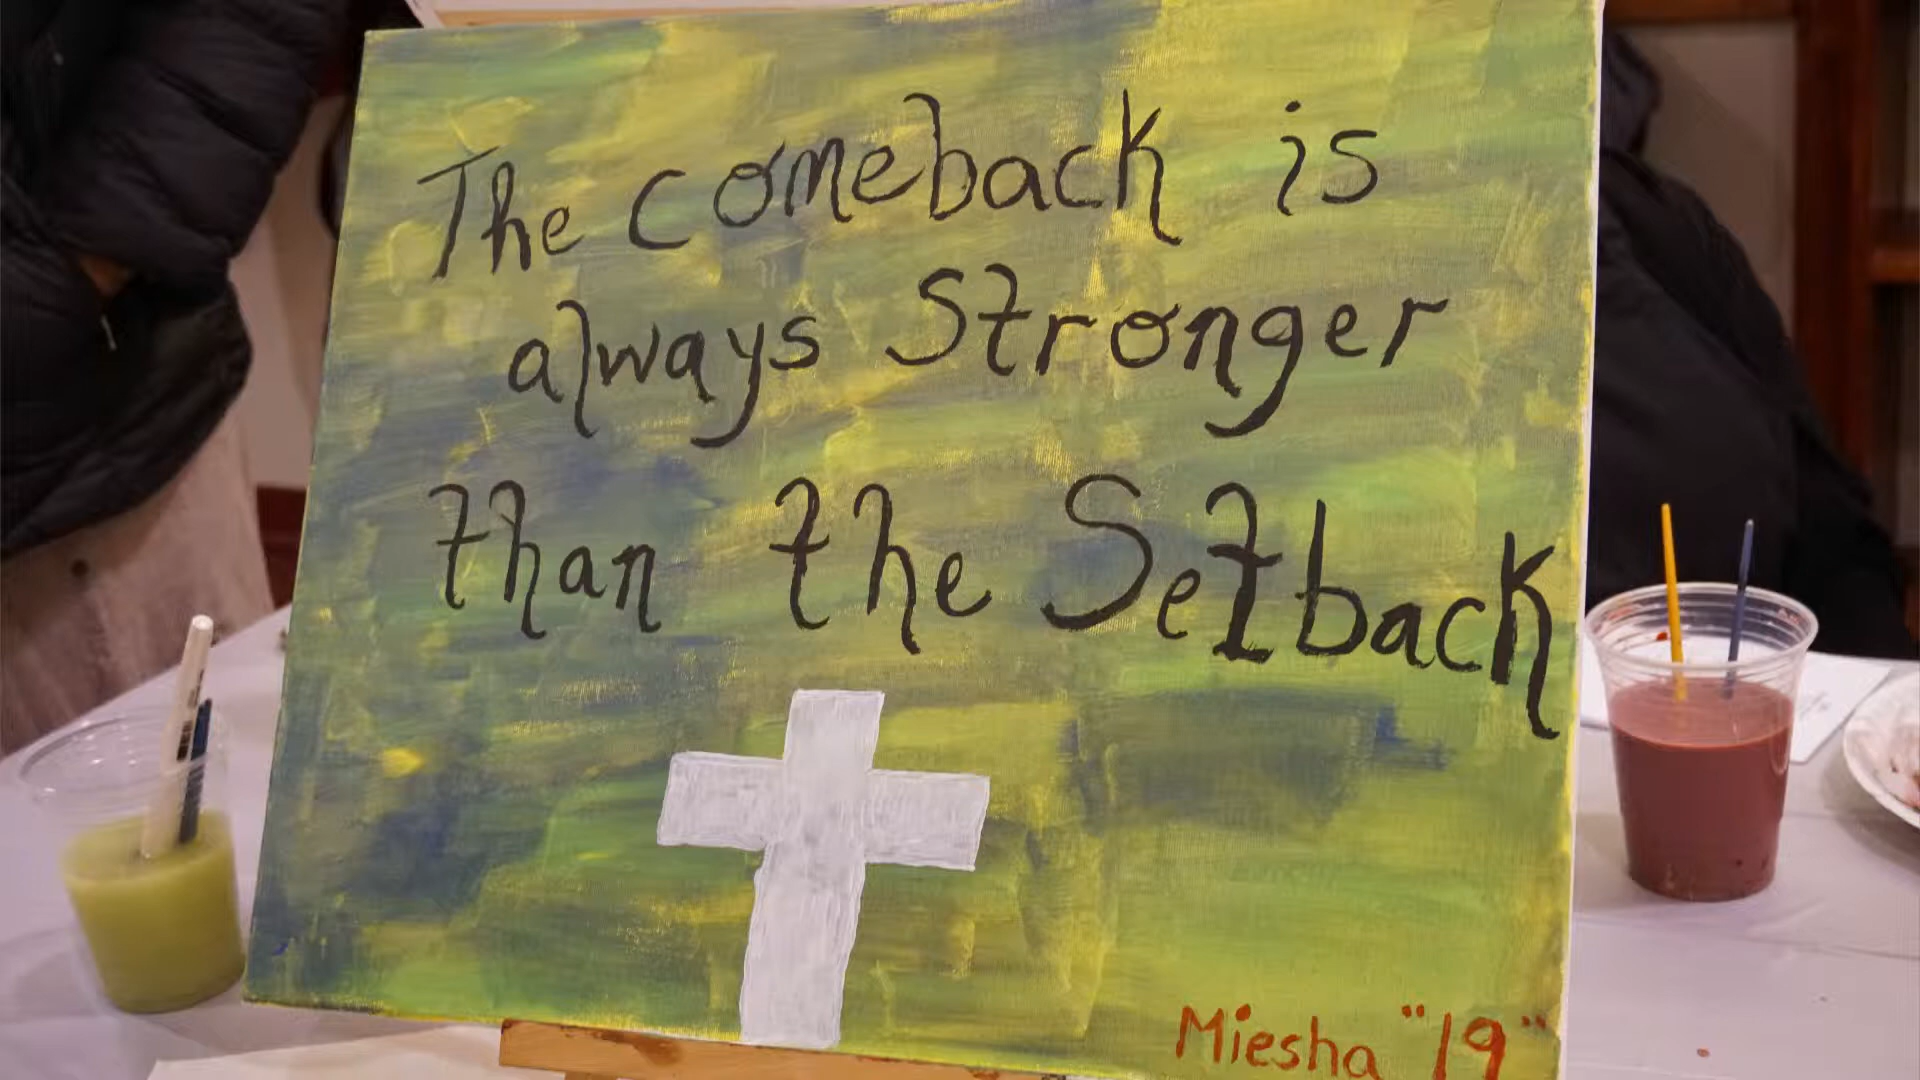 The comeback is
always Stronger
than the Setback
Miesha "19"